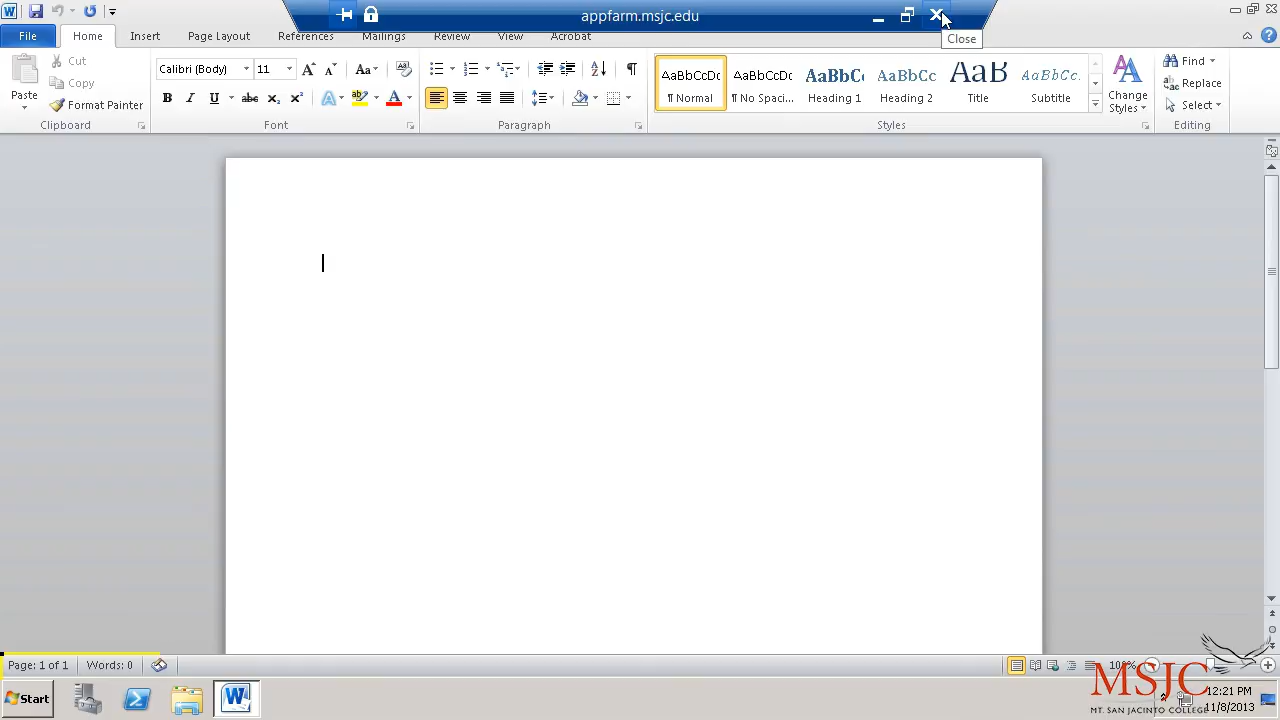 appfarm.msjc.edu
Close
File Home Insert Page Layout References Mailings Review View Acrobat
Paste Cut Copy Format Painter
Clipboard
Calibri (Body) 11
Font
Paragraph
AaBbCcDc AaBbCcDc AaBbCc AaBbCc AaB AaBbCc.
¶ Normal ¶ No Spaci... Heading 1 Heading 2 Title Subtitle
Change Styles
Styles
Find
Replace
Select
Editing
Page: 1 of 1 Words: 0
MSJC
MT. SAN JACINTO COLLEGE
Start
12:21 PM
11/8/2013